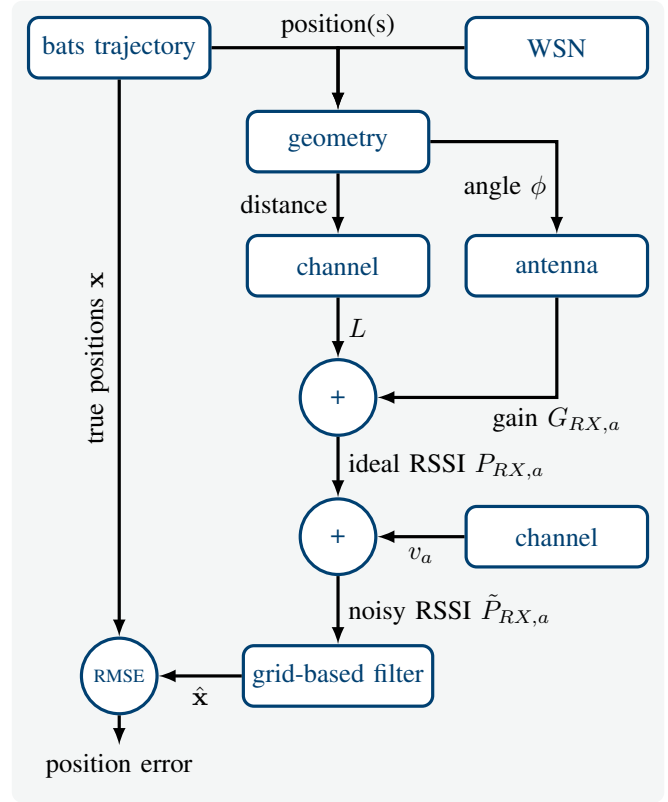 bats trajectory
position(s)
WSN
geometry
angle ϕ
distance
channel
antenna
L
+
gain G_{RX,a}
ideal RSSI P_{RX,a}
+
v_a
channel
noisy RSSI P̃_{RX,a}
true positions x
RMSE
x̂
grid-based filter
position error